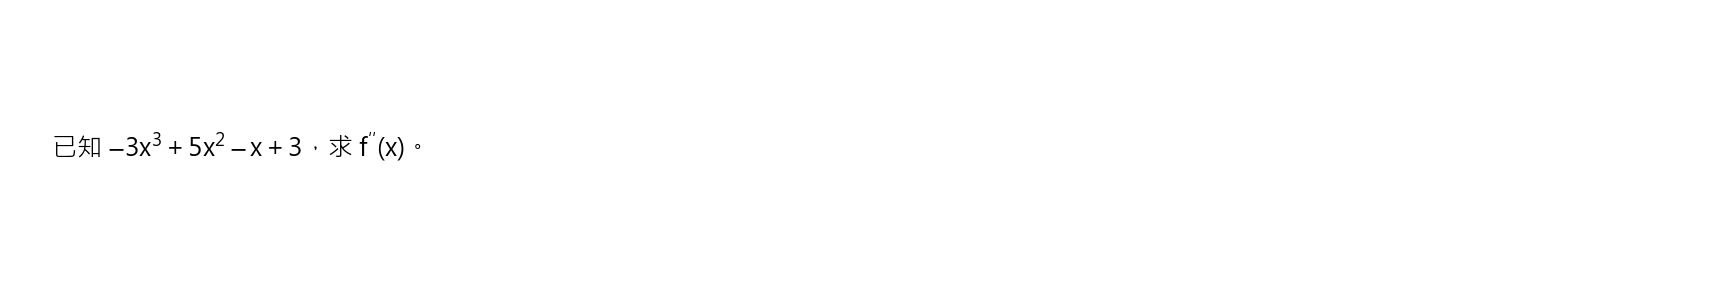 已知 –3x³ + 5x² – x + 3，求 f''(x)。